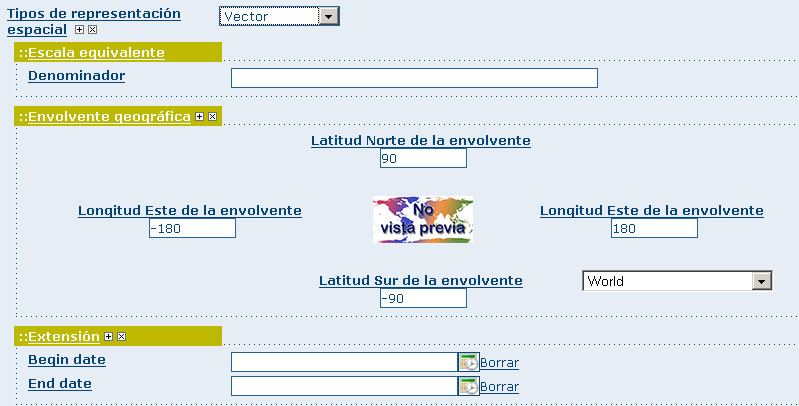 Tipos de representación
espacial
Vector
::Escala equivalente
Denominador
::Envolvente geográfica
Latitud Norte de la envolvente
90
Longitud Este de la envolvente
-180
No
vista previa
Longitud Este de la envolvente
180
Latitud Sur de la envolvente
-90
World
::Extensión
Begin date
Borrar
End date
Borrar